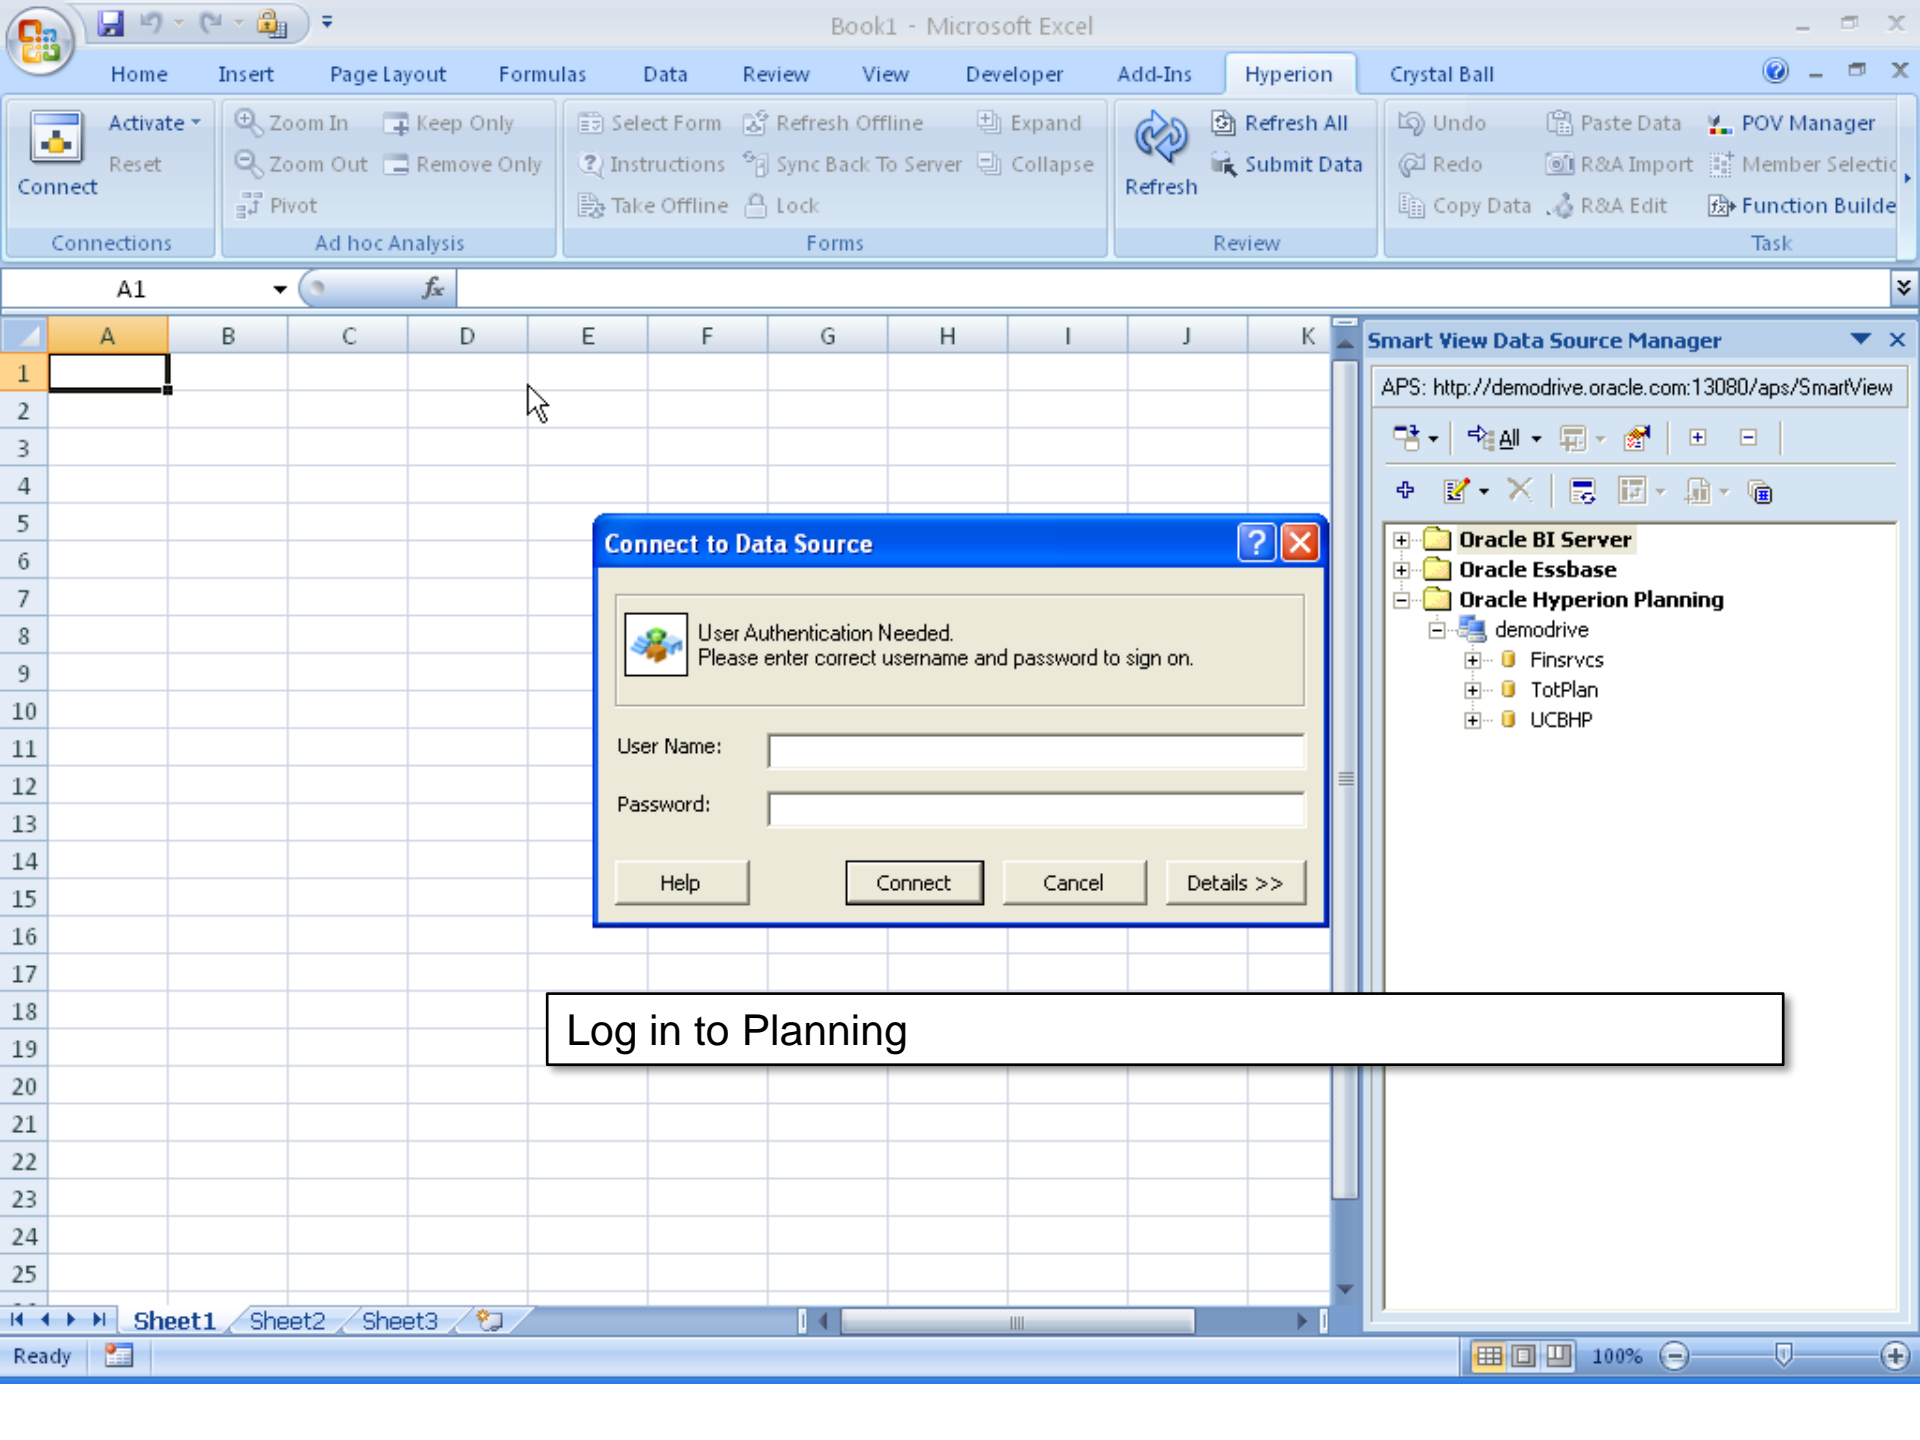 Book1 - Microsoft Excel
Home Insert Page Layout Formulas Data Review View Developer Add-Ins Hyperion Crystal Ball
Connect
Activate
Reset
Connections
Zoom In
Zoom Out
Pivot
Keep Only
Remove Only
Ad hoc Analysis
Select Form
Instructions
Take Offline
Refresh Offline
Sync Back To Server
Lock
Expand
Collapse
Forms
Refresh
Refresh All
Submit Data
Review
Undo
Redo
Copy Data
Paste Data
R&A Import
R&A Edit
POV Manager
Member Selectio
Function Builde
Task
A1 fx
A B C D E F G H I J K
1
2
3
4
5
6
7
8
9
10
11
12
13
14
15
16
17
18
19
20
21
22
23
24
25
Smart View Data Source Manager
APS: http://demodrive.oracle.com:13080/aps/SmartView
All
Oracle BI Server
Oracle Essbase
Oracle Hyperion Planning
demodrive
Finsrvcs
TotPlan
UCBHP
Connect to Data Source
User Authentication Needed.
Please enter correct username and password to sign on.
User Name:
Password:
Help Connect Cancel Details >>
Log in to Planning
Sheet1 Sheet2 Sheet3
Ready 100%